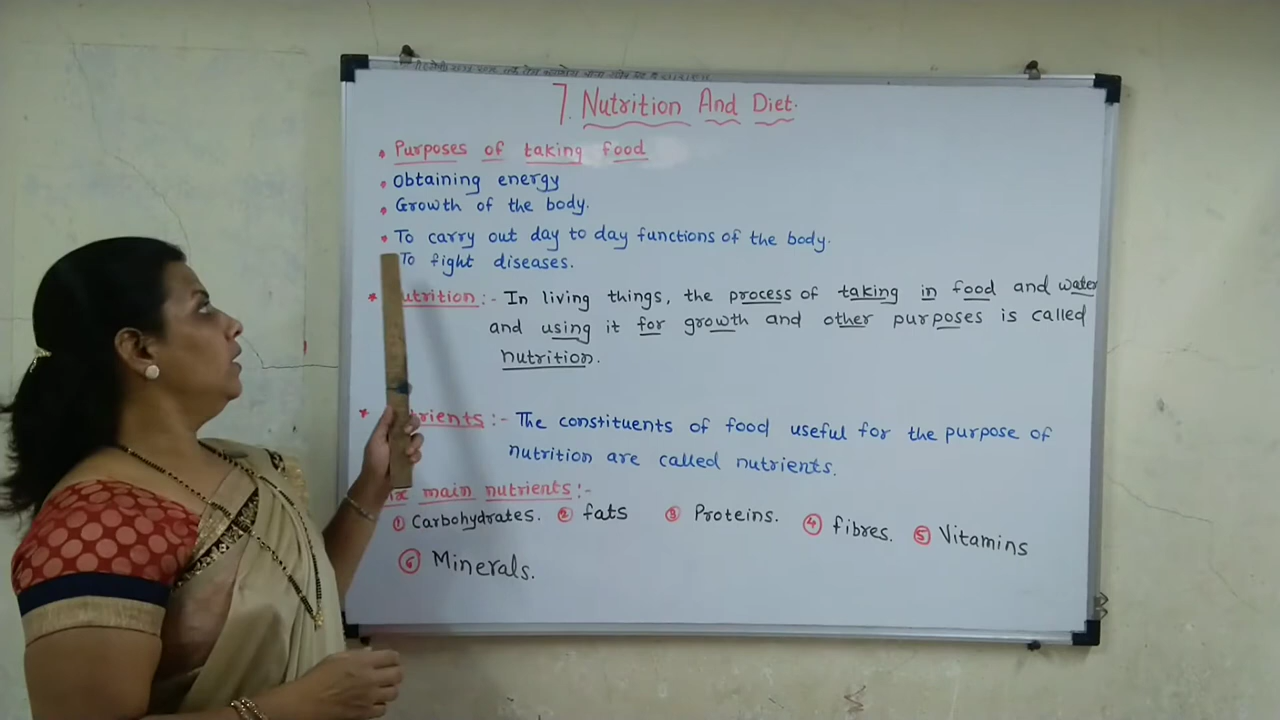 7. Nutrition And Diet.
• Purposes of taking food
• Obtaining energy
• Growth of the body.
• To carry out day to day functions of the body.
To fight diseases.
* utrition :- In living things, the process of taking in food and water
and using it for growth and other purposes is called
nutrition.
* trients :- The constituents of food useful for the purpose of
nutrition are called nutrients.
ix main nutrients :-
① Carbohydrates. ② fats ③ Proteins. ④ fibres. ⑤ Vitamins
⑥ Minerals.